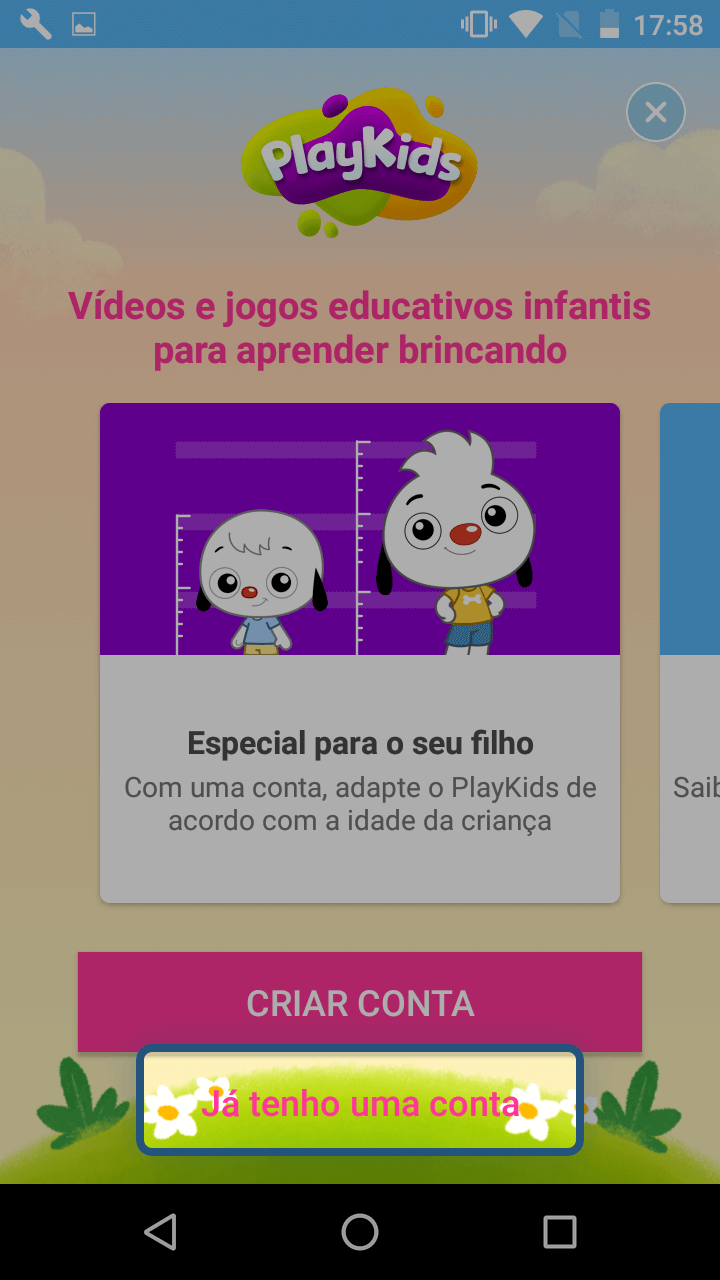 17:58
PlayKids
Vídeos e jogos educativos infantis
para aprender brincando
Especial para o seu filho
Com uma conta, adapte o PlayKids de
acordo com a idade da criança
Saib
CRIAR CONTA
Já tenho uma conta